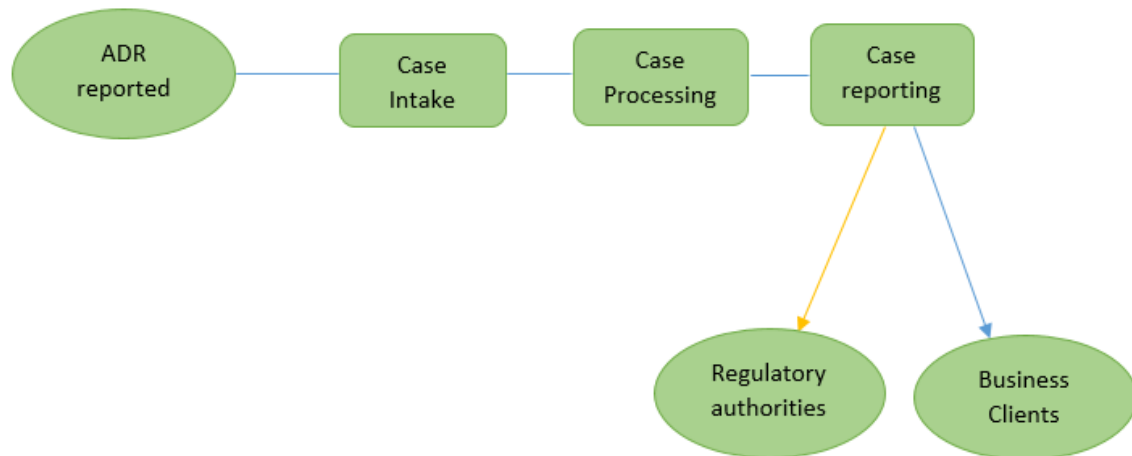 ADR
reported
Case
Intake
Case
Processing
Case
reporting
Regulatory
authorities
Business
Clients